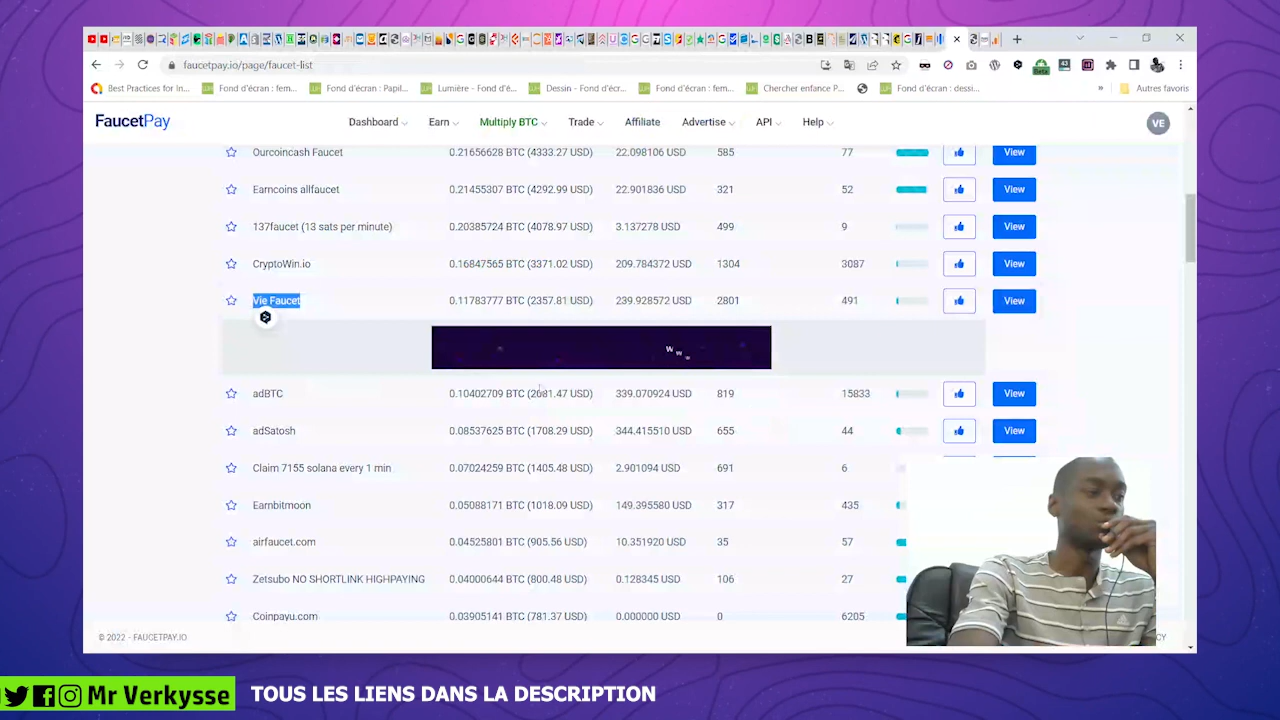 faucetpay.io/page/faucet-list
Best Practices for In...
Fond d'écran : fem...
Fond d'écran : Papil...
Lumière - Fond d'é...
Dessin - Fond d'écr...
Fond d'écran : fem...
Chercher enfance P...
Fond d'écran : dessi...
»
Autres favoris
FaucetPay
Dashboard
Earn
Multiply BTC
Trade
Affiliate
Advertise
API
Help
VE
Ourcoincash Faucet 0.21656628 BTC (4333.27 USD) 22.098106 USD 585 77 View
Earncoins allfaucet 0.21455307 BTC (4292.99 USD) 22.901836 USD 321 52 View
137faucet (13 sats per minute) 0.20385724 BTC (4078.97 USD) 3.137278 USD 499 9 View
CryptoWin.io 0.16847565 BTC (3371.02 USD) 209.784372 USD 1304 3087 View
Vie Faucet 0.11783777 BTC (2357.81 USD) 239.928572 USD 2801 491 View
W w w
adBTC 0.10402709 BTC (2081.47 USD) 339.070924 USD 819 15833 View
adSatosh 0.08537625 BTC (1708.29 USD) 344.415510 USD 655 44 View
Claim 7155 solana every 1 min 0.07024259 BTC (1405.48 USD) 2.901094 USD 691 6
Earnbitmoon 0.05088171 BTC (1018.09 USD) 149.395580 USD 317 435
airfaucet.com 0.04525801 BTC (905.56 USD) 10.351920 USD 35 57
Zetsubo NO SHORTLINK HIGHPAYING 0.04000644 BTC (800.48 USD) 0.128345 USD 106 27
Coinpayu.com 0.03905141 BTC (781.37 USD) 0.000000 USD 0 6205
© 2022 - FAUCETPAY.IO
CY
Mr Verkysse
TOUS LES LIENS DANS LA DESCRIPTION